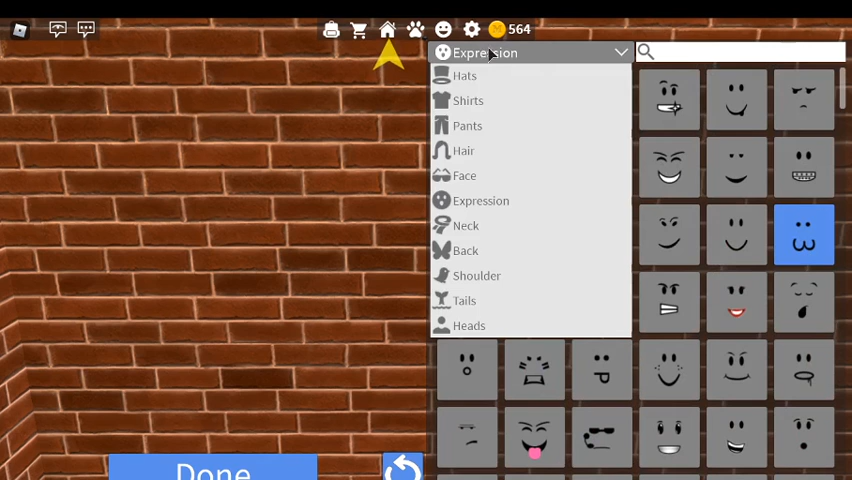 564
Expression
Hats
Shirts
Pants
Hair
Face
Expression
Neck
Back
Shoulder
Tails
Heads
Done